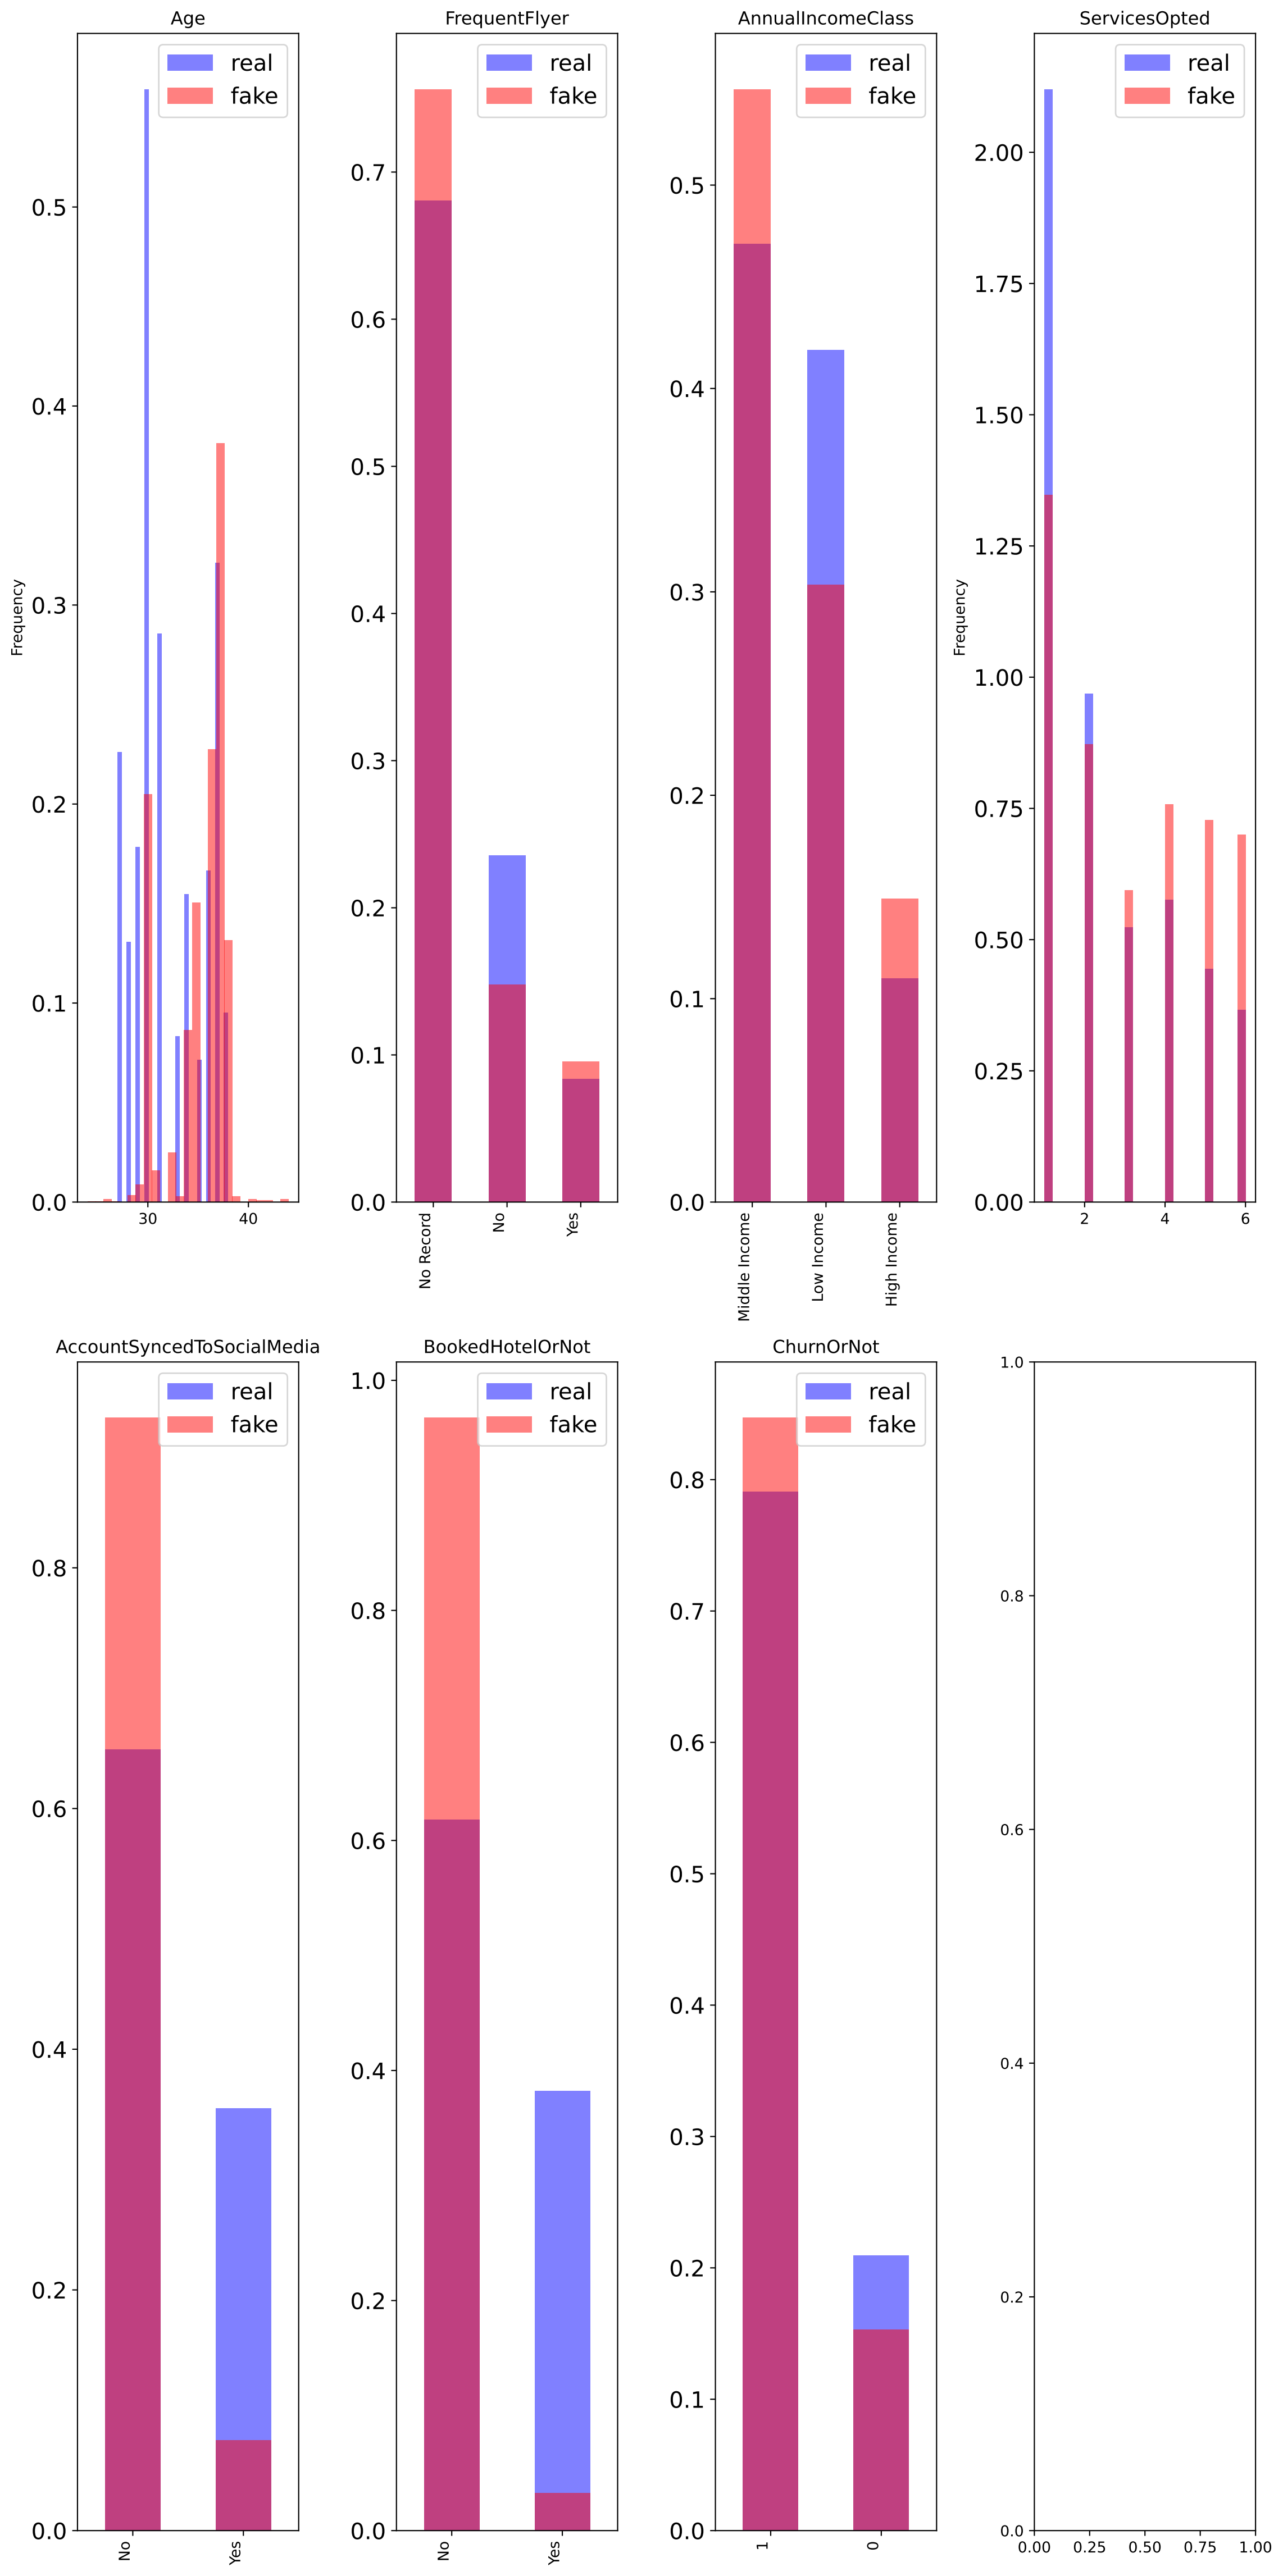 Age
real
fake
Frequency
0.5
0.4
0.3
0.2
0.1
0.0
30
40
FrequentFlyer
real
fake
0.7
0.6
0.5
0.4
0.3
0.2
0.1
0.0
No Record
No
Yes
AnnualIncomeClass
real
fake
0.5
0.4
0.3
0.2
0.1
0.0
Middle Income
Low Income
High Income
ServicesOpted
real
fake
Frequency
2.00
1.75
1.50
1.25
1.00
0.75
0.50
0.25
0.00
2
4
6
AccountSyncedToSocialMedia
real
fake
0.8
0.6
0.4
0.2
0.0
No
Yes
BookedHotelOrNot
real
fake
1.0
0.8
0.6
0.4
0.2
0.0
No
Yes
ChurnOrNot
real
fake
0.8
0.7
0.6
0.5
0.4
0.3
0.2
0.1
0.0
1
0
1.0
0.8
0.6
0.4
0.2
0.0
0.00
0.25
0.50
0.75
1.00